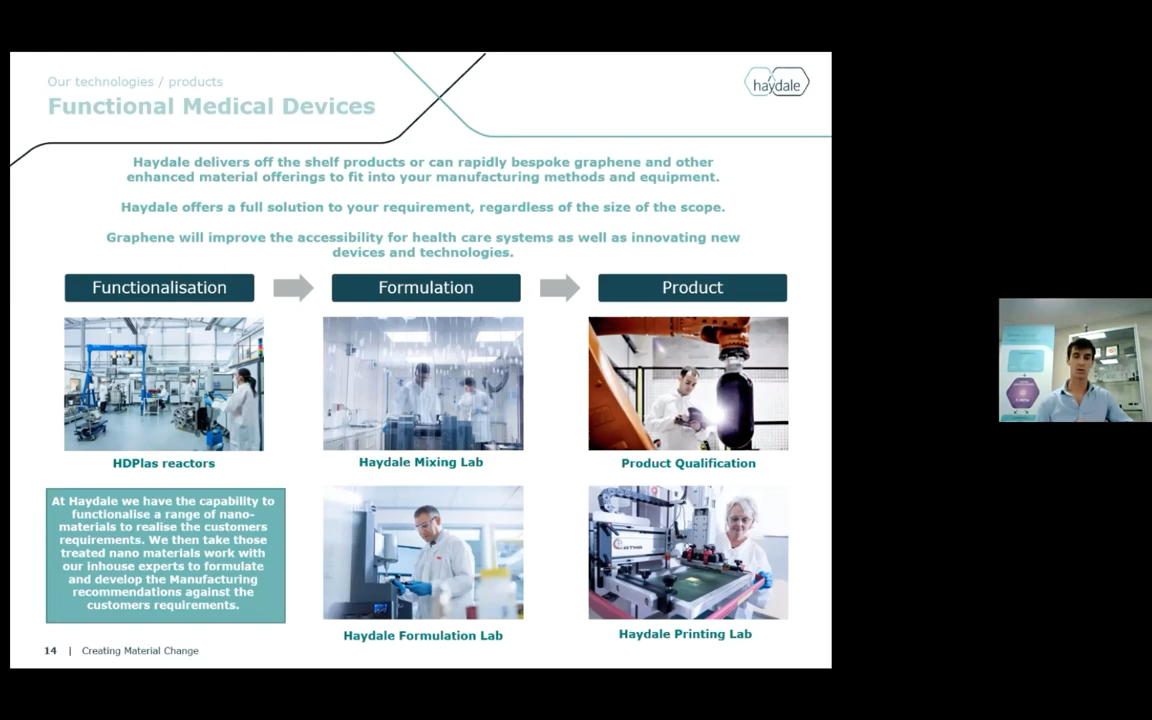 Our technologies / products
Functional Medical Devices
haydale
Haydale delivers off the shelf products or can rapidly bespoke graphene and other
enhanced material offerings to fit into your manufacturing methods and equipment.
Haydale offers a full solution to your requirement, regardless of the size of the scope.
Graphene will improve the accessibility for health care systems as well as innovating new
devices and technologies.
Functionalisation
Formulation
Product
HDPlas reactors
Haydale Mixing Lab
Product Qualification
At Haydale we have the capability to
functionalise a range of nano-
materials to realise the customers
requirements. We then take those
treated nano materials work with
our inhouse experts to formulate
and develop the Manufacturing
recommendations against the
customers requirements.
ATMA
Haydale Formulation Lab
Haydale Printing Lab
14 | Creating Material Change